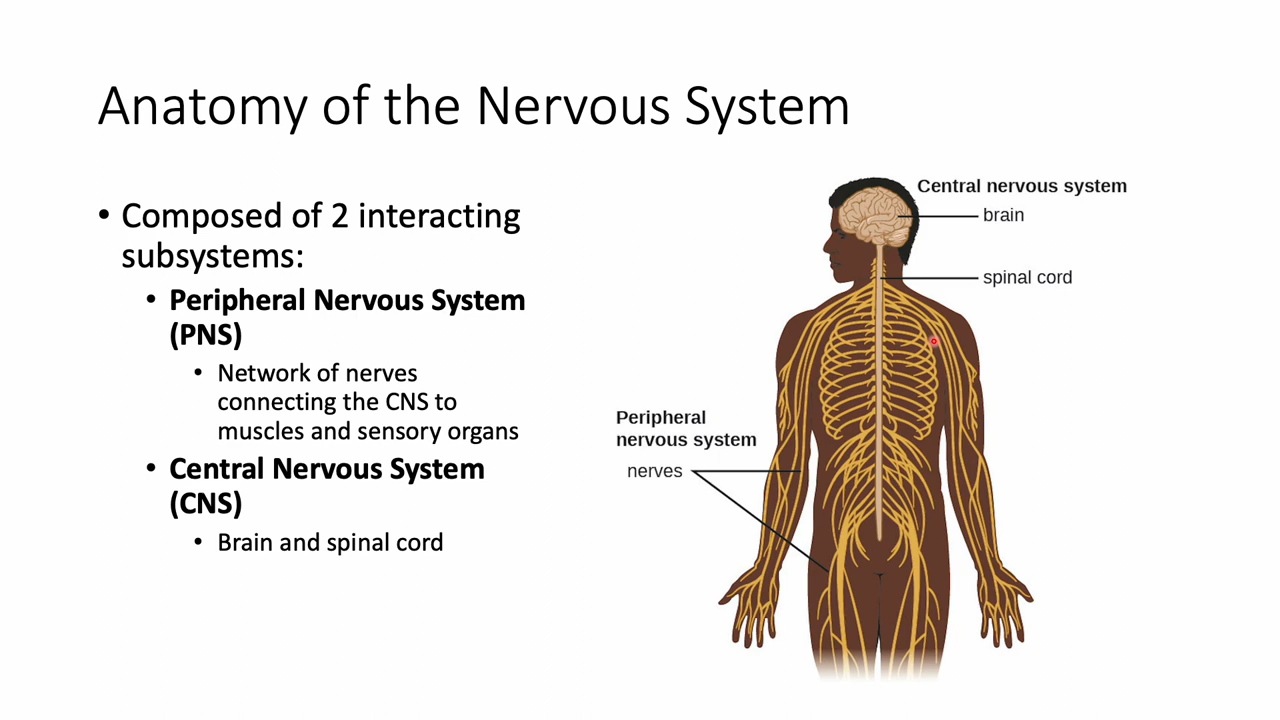 Anatomy of the Nervous System
• Composed of 2 interacting
subsystems:
• Peripheral Nervous System
(PNS)
• Network of nerves
connecting the CNS to
muscles and sensory organs
• Central Nervous System
(CNS)
• Brain and spinal cord
Central nervous system
brain
spinal cord
Peripheral
nervous system
nerves